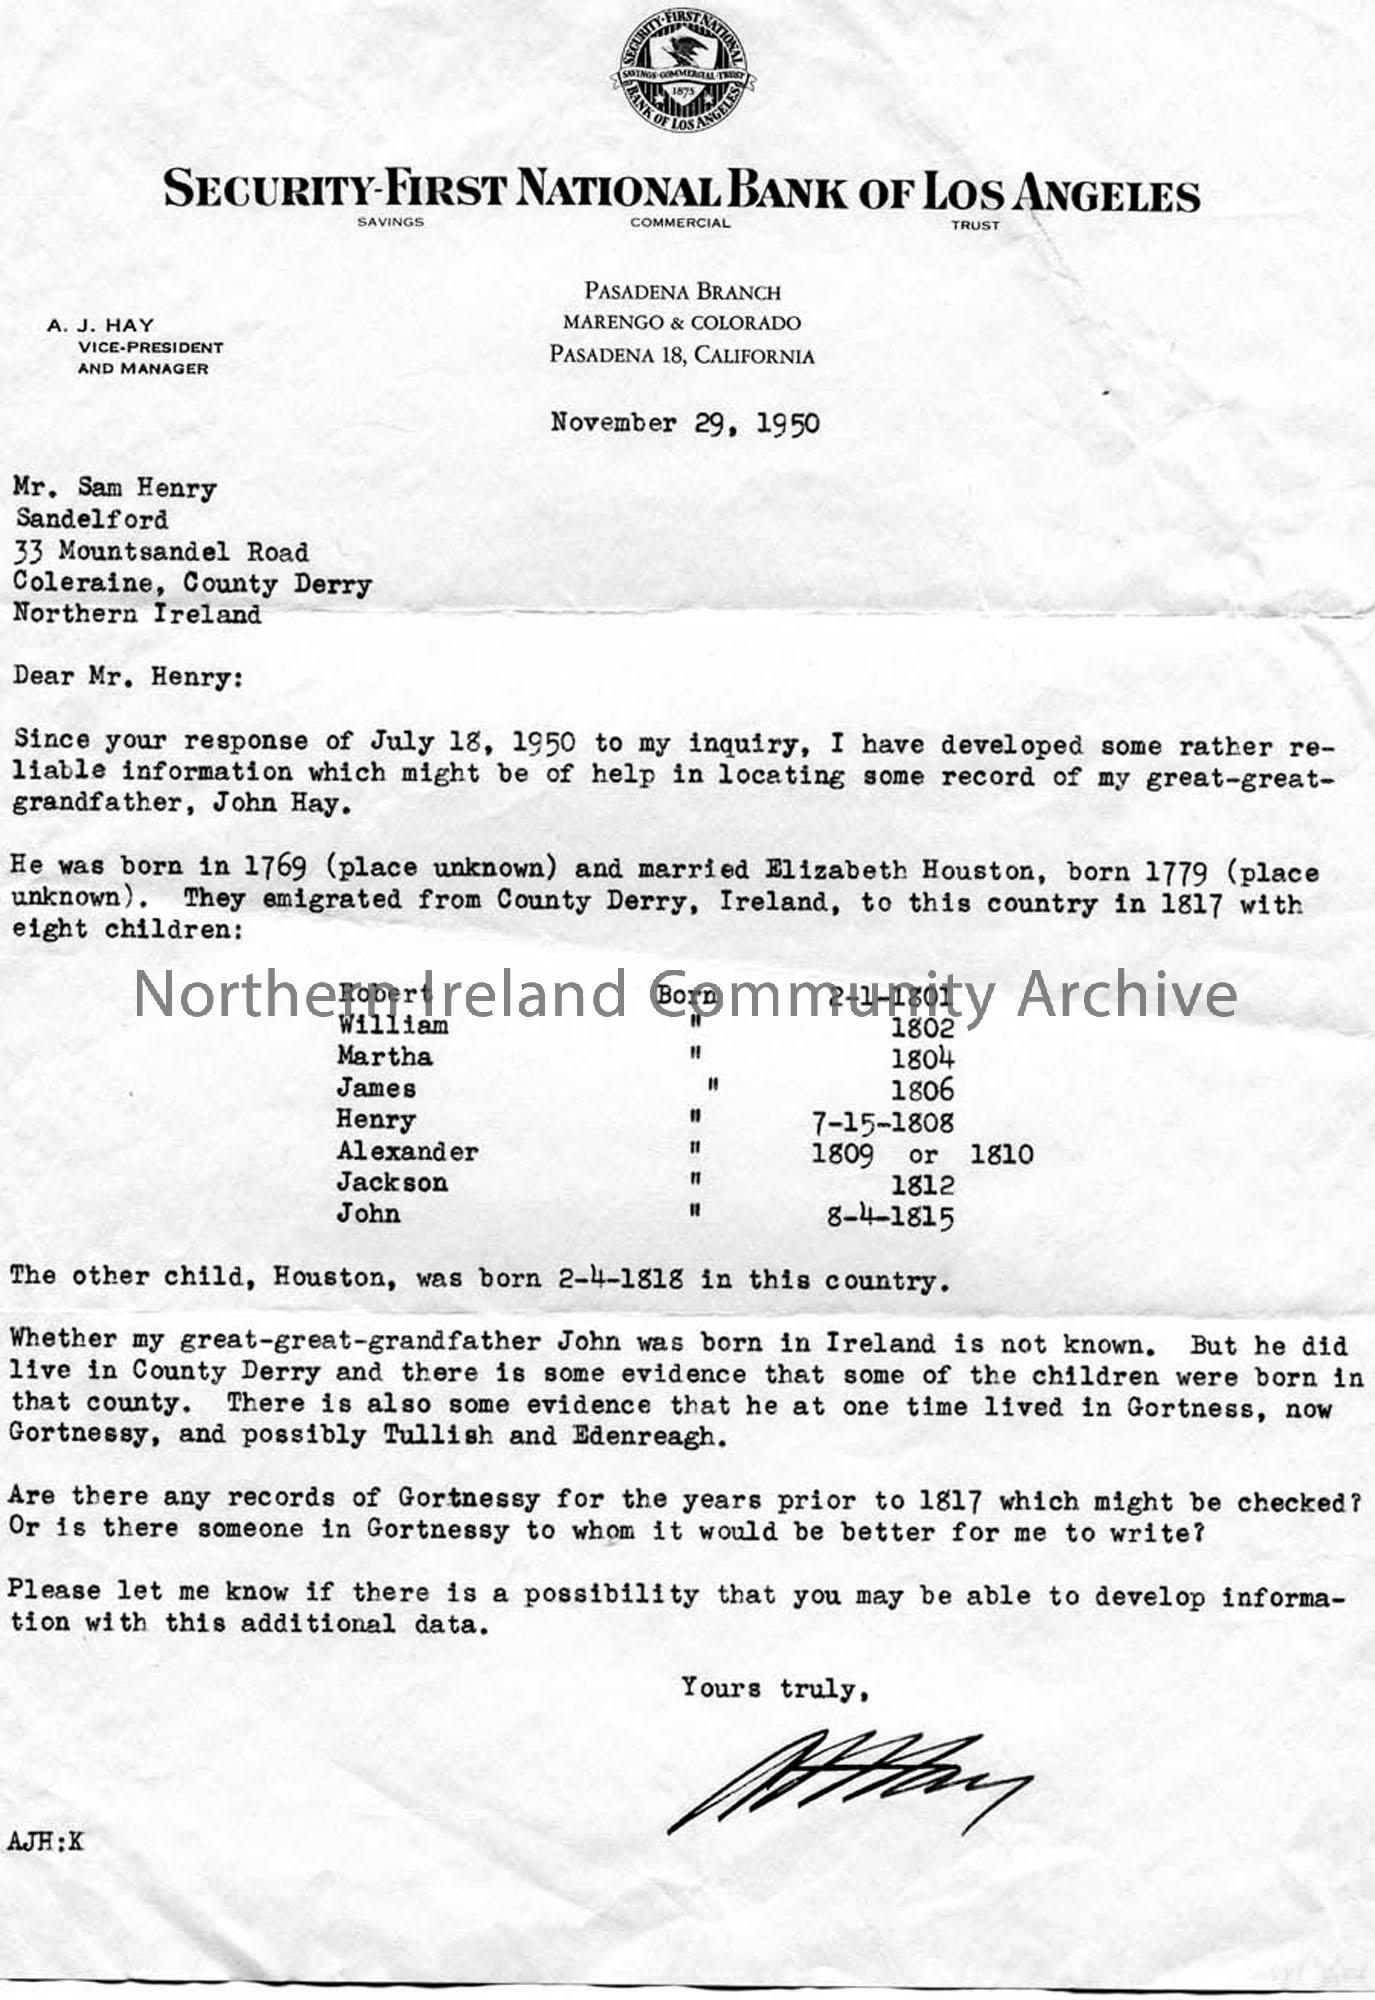 SECURITY-FIRST NATIONAL
SAVINGS·COMMERCIAL·TRUST
1875
BANK OF LOS ANGELES
SECURITY-FIRST NATIONAL BANK OF LOS ANGELES
SAVINGS COMMERCIAL TRUST
PASADENA BRANCH
MARENGO & COLORADO
PASADENA 18, CALIFORNIA
A. J. HAY
VICE-PRESIDENT
AND MANAGER
November 29, 1950
Mr. Sam Henry
Sandelford
33 Mountsandel Road
Coleraine, County Derry
Northern Ireland
Dear Mr. Henry:
Since your response of July 18, 1950 to my inquiry, I have developed some rather re-
liable information which might be of help in locating some record of my great-great-
grandfather, John Hay.
He was born in 1769 (place unknown) and married Elizabeth Houston, born 1779 (place
unknown). They emigrated from County Derry, Ireland, to this country in 1817 with
eight children:
Northern Ireland Community Archive
Robert Born 2-1-1801
William " 1802
Martha " 1804
James " 1806
Henry " 7-15-1808
Alexander " 1809 or 1810
Jackson " 1812
John " 8-4-1815
The other child, Houston, was born 2-4-1818 in this country.
Whether my great-great-grandfather John was born in Ireland is not known. But he did
live in County Derry and there is some evidence that some of the children were born in
that county. There is also some evidence that he at one time lived in Gortness, now
Gortnessy, and possibly Tullish and Edenreagh.
Are there any records of Gortnessy for the years prior to 1817 which might be checked?
Or is there someone in Gortnessy to whom it would be better for me to write?
Please let me know if there is a possibility that you may be able to develop informa-
tion with this additional data.
Yours truly,
AJHay
AJH:K